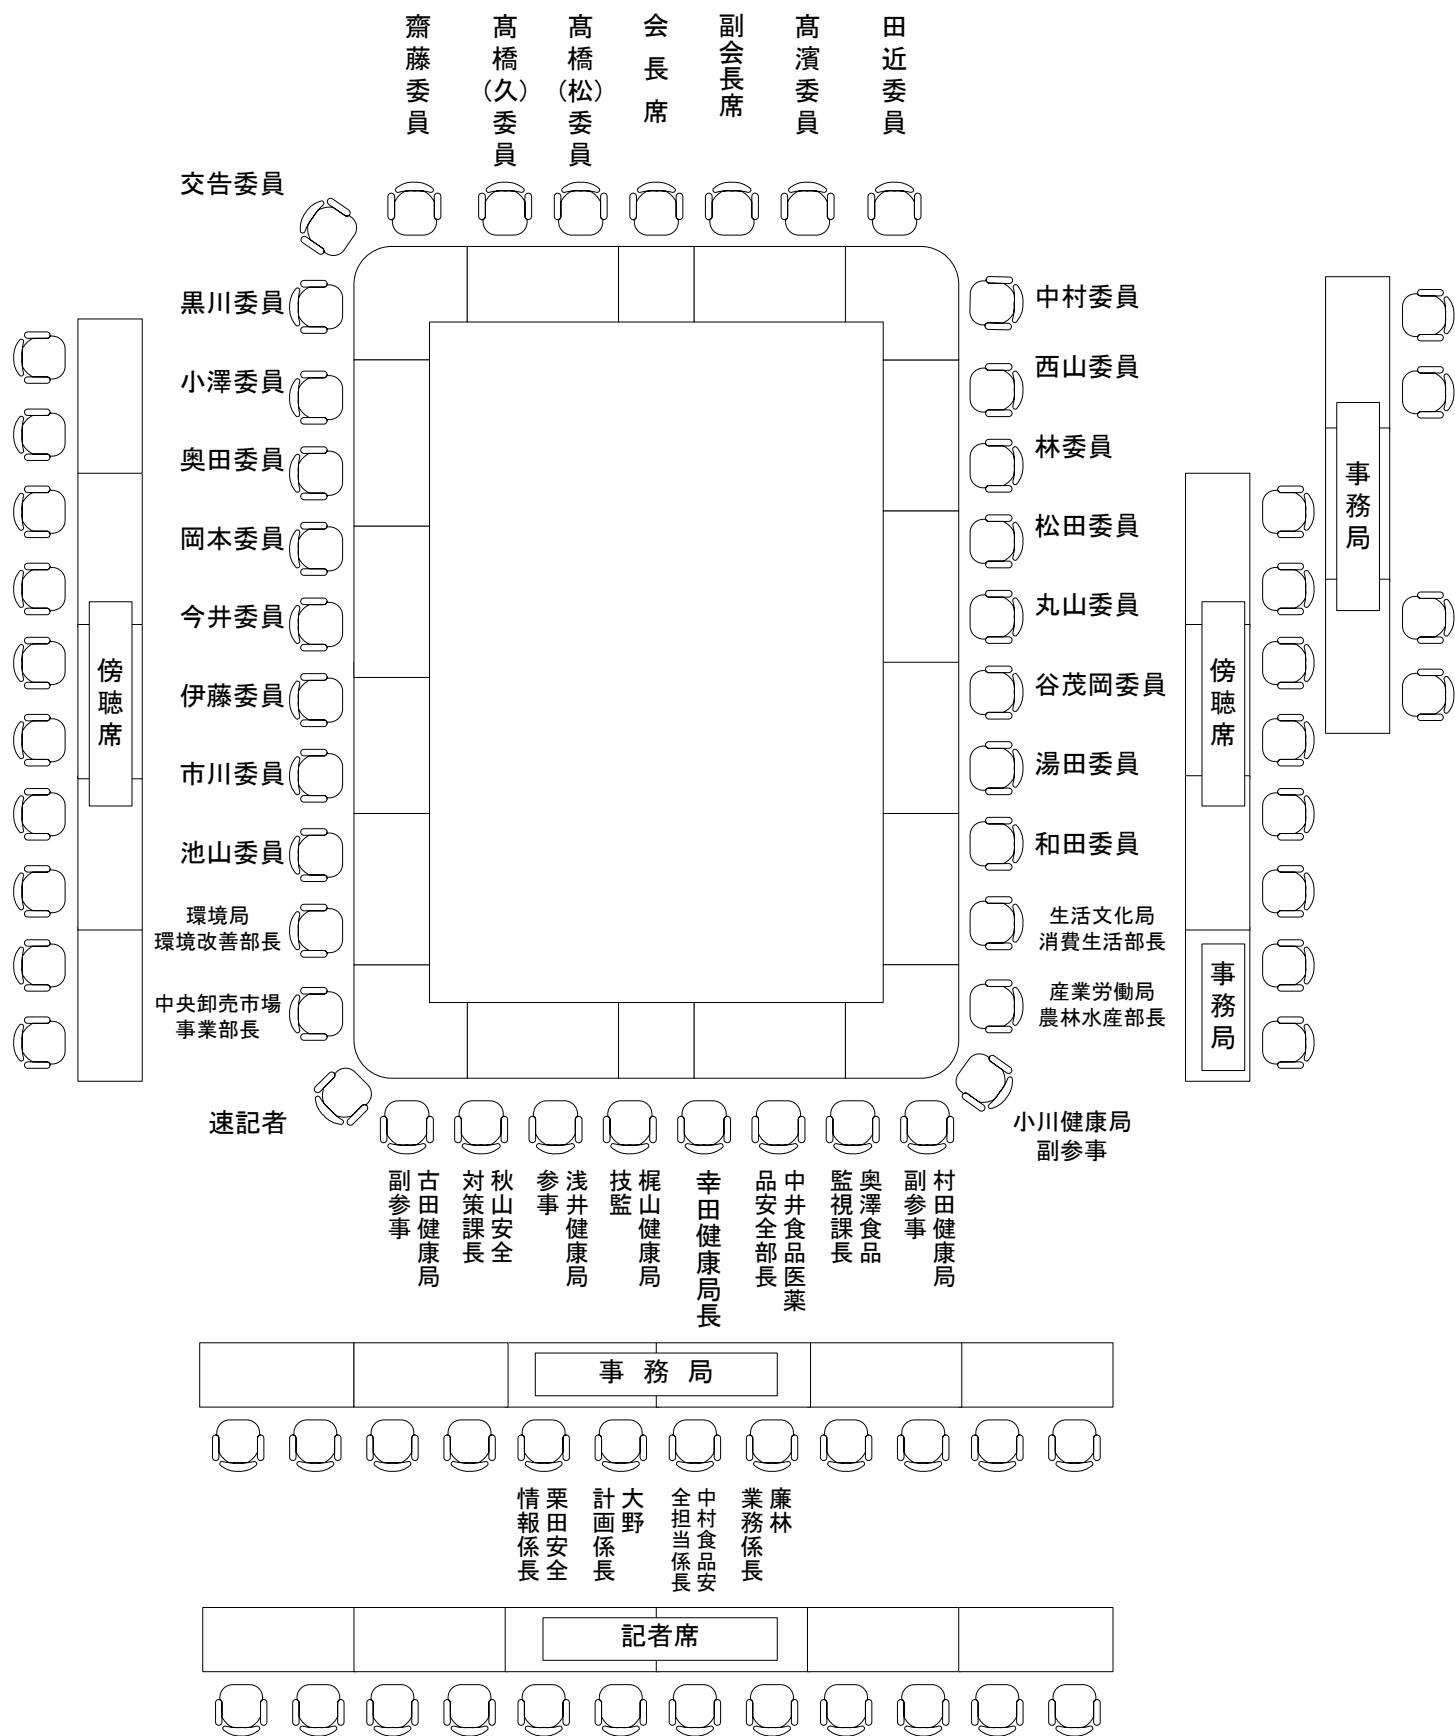 齋藤委員
髙橋（久）委員
髙橋（松）委員
会長席
副会長席
髙濱委員
田近委員
交告委員
黒川委員
小澤委員
奥田委員
岡本委員
今井委員
伊藤委員
市川委員
池山委員
環境局
環境改善部長
中央卸売市場
事業部長
速記者
中村委員
西山委員
林委員
松田委員
丸山委員
谷茂岡委員
湯田委員
和田委員
生活文化局
消費生活部長
産業労働局
農林水産部長
小川健康局
副参事
傍聴席
傍聴席
事務局
事務局
古田健康局
副参事
秋山安全
対策課長
浅井健康局
参事
梶山健康局
技監
幸田健康局長
中井食品医薬
品安全部長
奥澤食品
監視課長
村田健康局
副参事
事務局
栗田安全
情報係長
大野
計画係長
中村食品安
全担当係長
廉林
業務係長
記者席